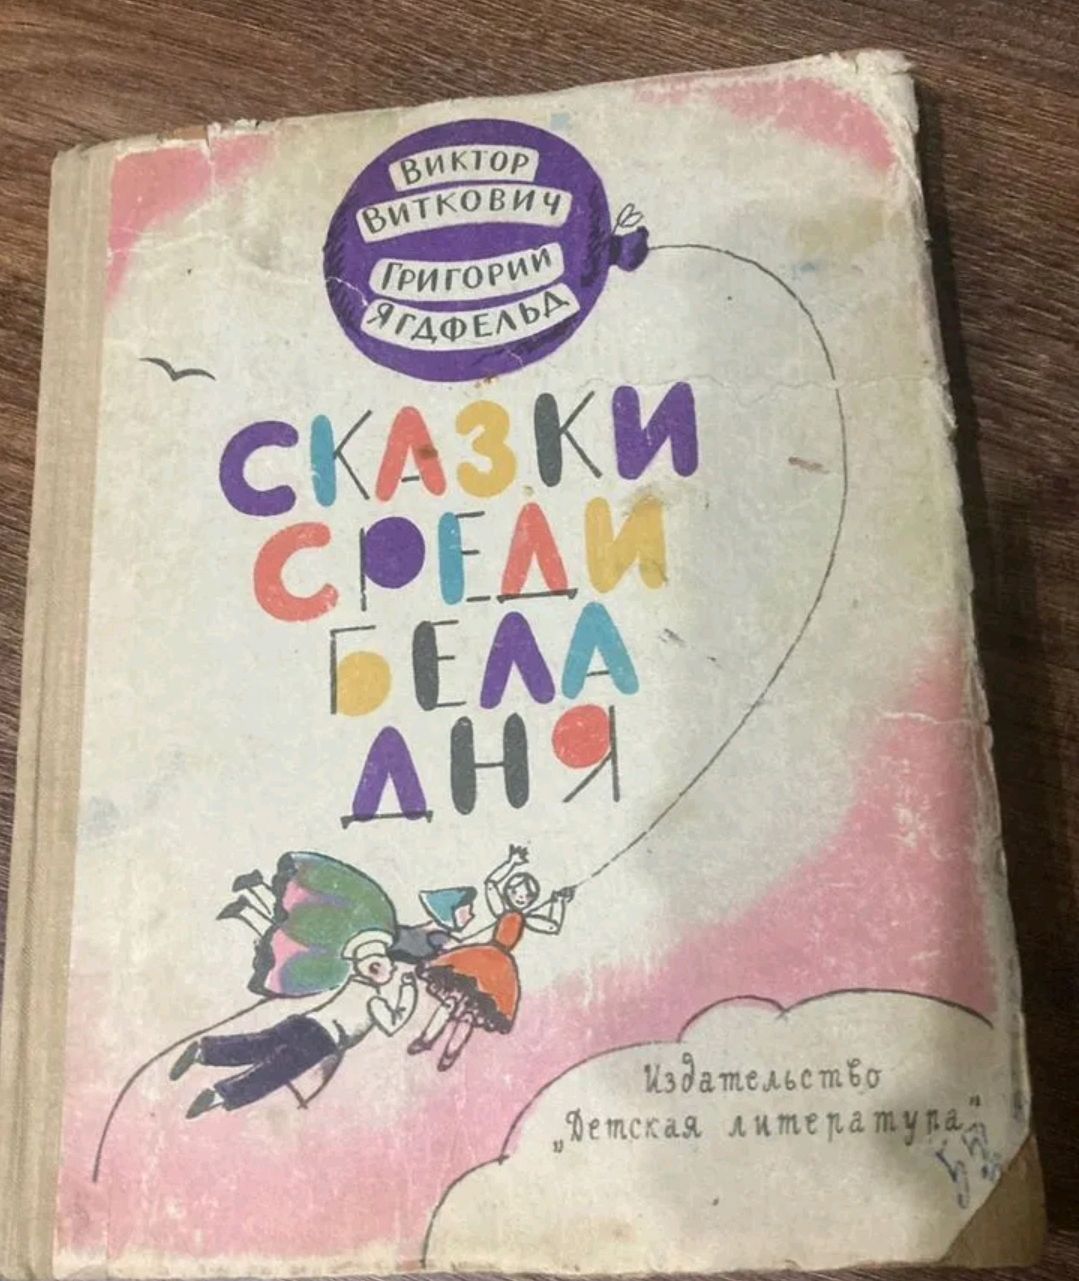 ВИКТОР
ВИТКОВИЧ
ГРИГОРИЙ
ЯГДФЕЛЬД
СКАЗКИ
СРЕДИ
БЕЛА
ДНЯ
Издательство
„Детская литература"